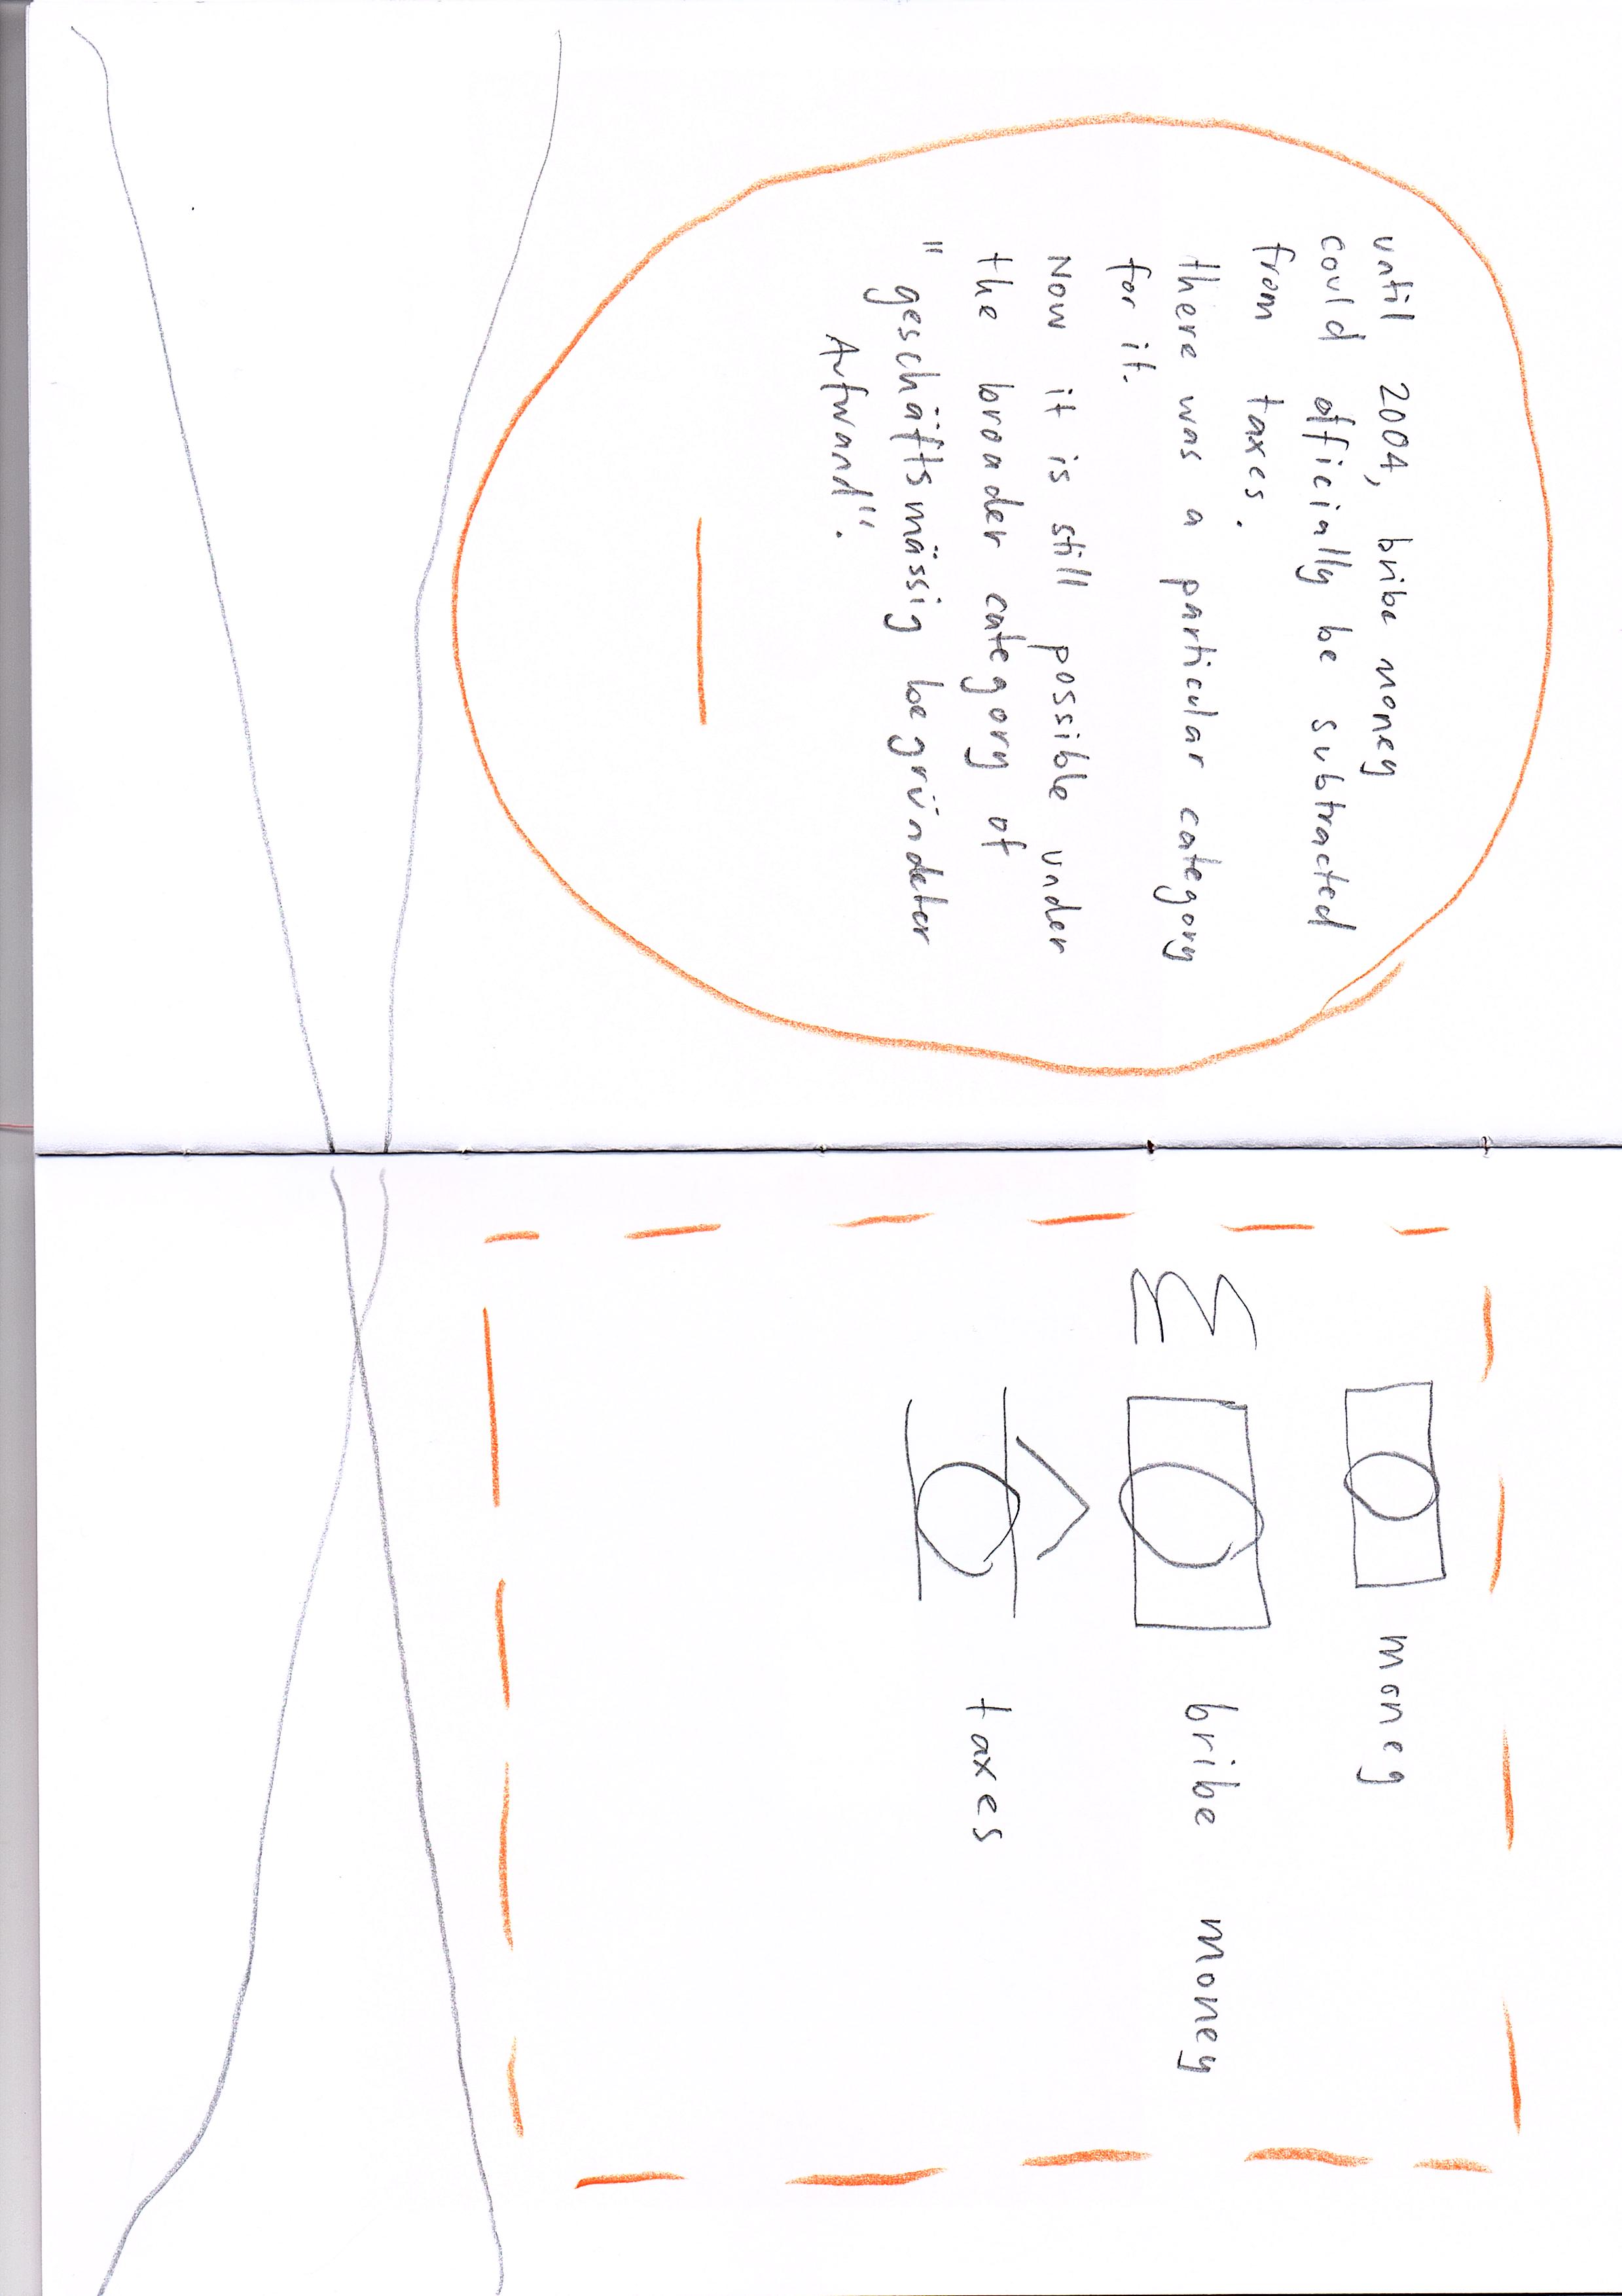 until 2004, bribe money
could officially be subtracted
from taxes.
there was a particular category
for it.
Now it is still possible under
the broader category of
"geschäftsmässig begründeter
Aufwand".
money
bribe money
taxes